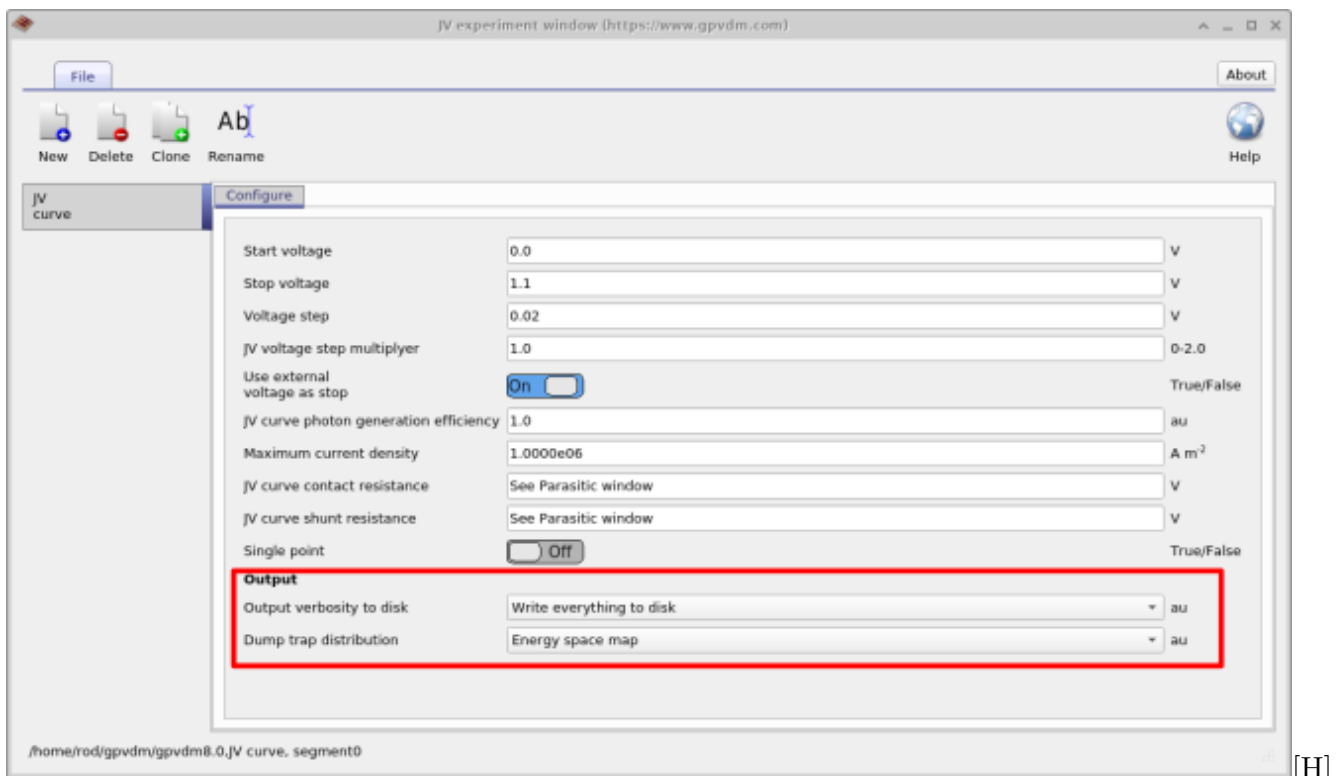 JV experiment window (https://www.gpvdm.com)
File
About
Ab
New Delete Clone Rename
Help
JV
curve
Configure
Start voltage 0.0 V
Stop voltage 1.1 V
Voltage step 0.02 V
JV voltage step multiplyer 1.0 0-2.0
Use external
voltage as stop On True/False
JV curve photon generation efficiency 1.0 au
Maximum current density 1.0000e06 A m⁻²
JV curve contact resistance See Parasitic window V
JV curve shunt resistance See Parasitic window V
Single point Off True/False
Output
Output verbosity to disk Write everything to disk au
Dump trap distribution Energy space map au
/home/rod/gpvdm/gpvdm8.0,JV curve, segment0
[H]